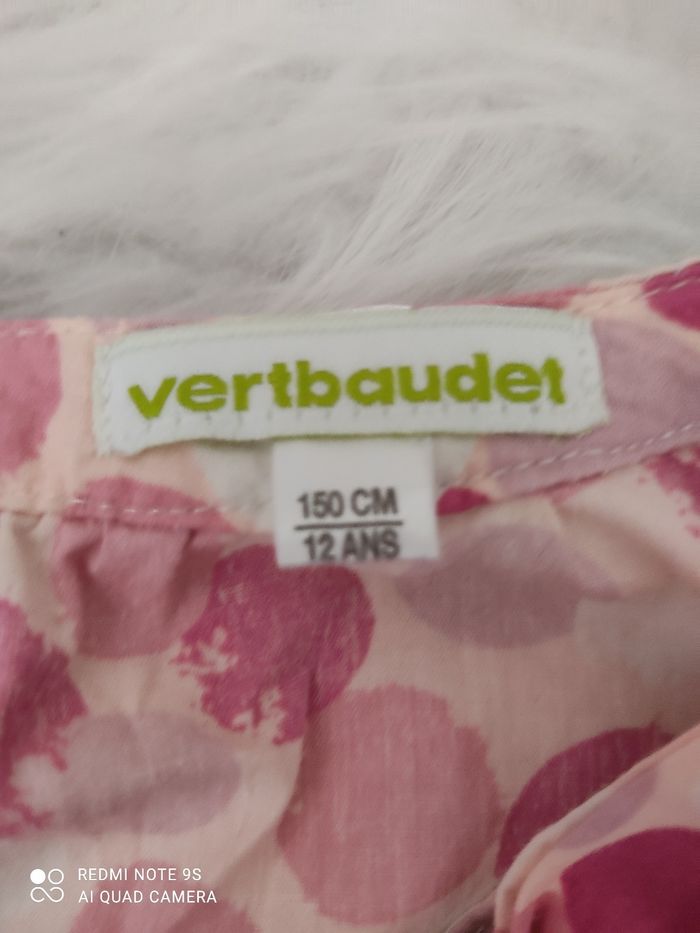 vertbaudet
150 CM
12 ANS
REDMI NOTE 9S
AI QUAD CAMERA